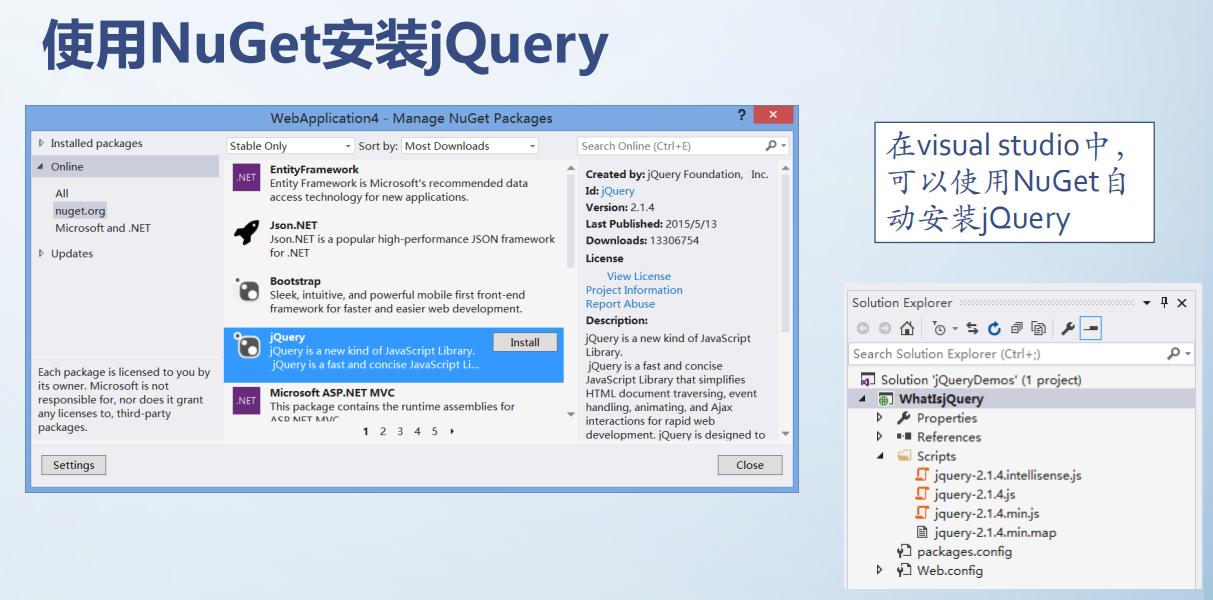 使用NuGet安装jQuery
WebApplication4 - Manage NuGet Packages
?
Installed packages
Online
All
nuget.org
Microsoft and .NET
Updates
Each package is licensed to you by
its owner. Microsoft is not
responsible for, nor does it grant
any licenses to, third-party
packages.
Settings
Stable Only
Sort by:
Most Downloads
.NET
EntityFramework
Entity Framework is Microsoft's recommended data
access technology for new applications.
Json.NET
Json.NET is a popular high-performance JSON framework
for .NET
Bootstrap
Sleek, intuitive, and powerful mobile first front-end
framework for faster and easier web development.
jQuery
jQuery is a new kind of JavaScript Library.
jQuery is a fast and concise JavaScript Li...
Install
.NET
Microsoft ASP.NET MVC
This package contains the runtime assemblies for
ASP.NET MVC
1 2 3 4 5
Search Online (Ctrl+E)
Created by: jQuery Foundation, Inc.
Id: jQuery
Version: 2.1.4
Last Published: 2015/5/13
Downloads: 13306754
License
View License
Project Information
Report Abuse
Description:
jQuery is a new kind of JavaScript
Library.
jQuery is a fast and concise
JavaScript Library that simplifies
HTML document traversing, event
handling, animating, and Ajax
interactions for rapid web
development. jQuery is designed to
Close
在visual studio中，
可以使用NuGet自
动安装jQuery
Solution Explorer
Search Solution Explorer (Ctrl+;)
Solution 'jQueryDemos' (1 project)
WhatIsjQuery
Properties
References
Scripts
jquery-2.1.4.intellisense.js
jquery-2.1.4.js
jquery-2.1.4.min.js
jquery-2.1.4.min.map
packages.config
Web.config